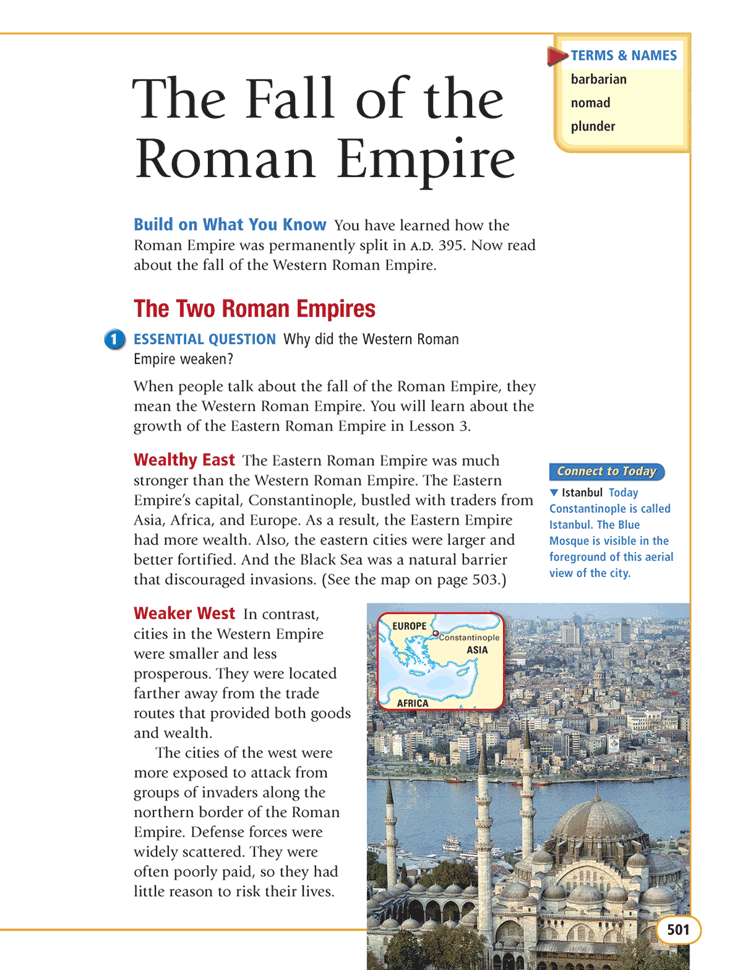 The Fall of the
Roman Empire
TERMS & NAMES
barbarian
nomad
plunder
Build on What You Know You have learned how the
Roman Empire was permanently split in A.D. 395. Now read
about the fall of the Western Roman Empire.
The Two Roman Empires
1 ESSENTIAL QUESTION Why did the Western Roman
Empire weaken?
When people talk about the fall of the Roman Empire, they
mean the Western Roman Empire. You will learn about the
growth of the Eastern Roman Empire in Lesson 3.
Wealthy East The Eastern Roman Empire was much
stronger than the Western Roman Empire. The Eastern
Empire's capital, Constantinople, bustled with traders from
Asia, Africa, and Europe. As a result, the Eastern Empire
had more wealth. Also, the eastern cities were larger and
better fortified. And the Black Sea was a natural barrier
that discouraged invasions. (See the map on page 503.)
Connect to Today
▼ Istanbul Today
Constantinople is called
Istanbul. The Blue
Mosque is visible in the
foreground of this aerial
view of the city.
Weaker West In contrast,
cities in the Western Empire
were smaller and less
prosperous. They were located
farther away from the trade
routes that provided both goods
and wealth.
The cities of the west were
more exposed to attack from
groups of invaders along the
northern border of the Roman
Empire. Defense forces were
widely scattered. They were
often poorly paid, so they had
little reason to risk their lives.
EUROPE
Constantinople
ASIA
AFRICA
501